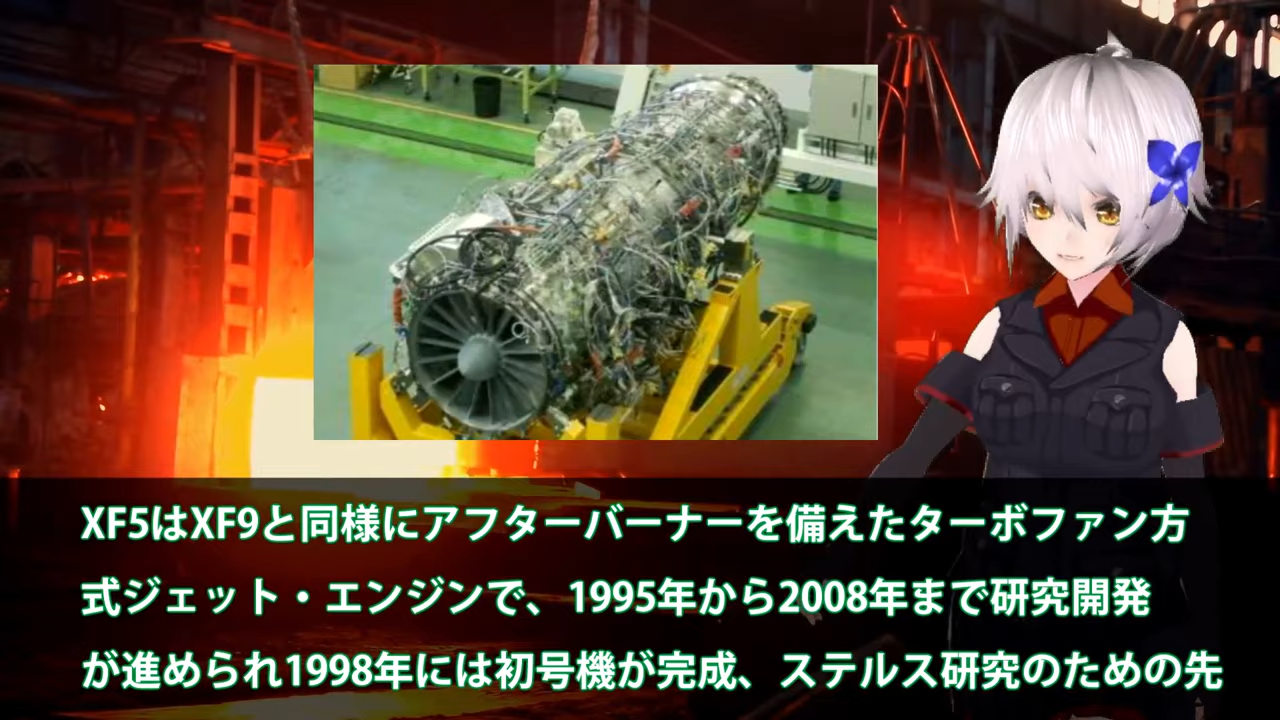 XF5はXF9と同様にアフターバーナーを備えたターボファン方
式ジェット・エンジンで、1995年から2008年まで研究開発
が進められ1998年には初号機が完成、ステルス研究のための先